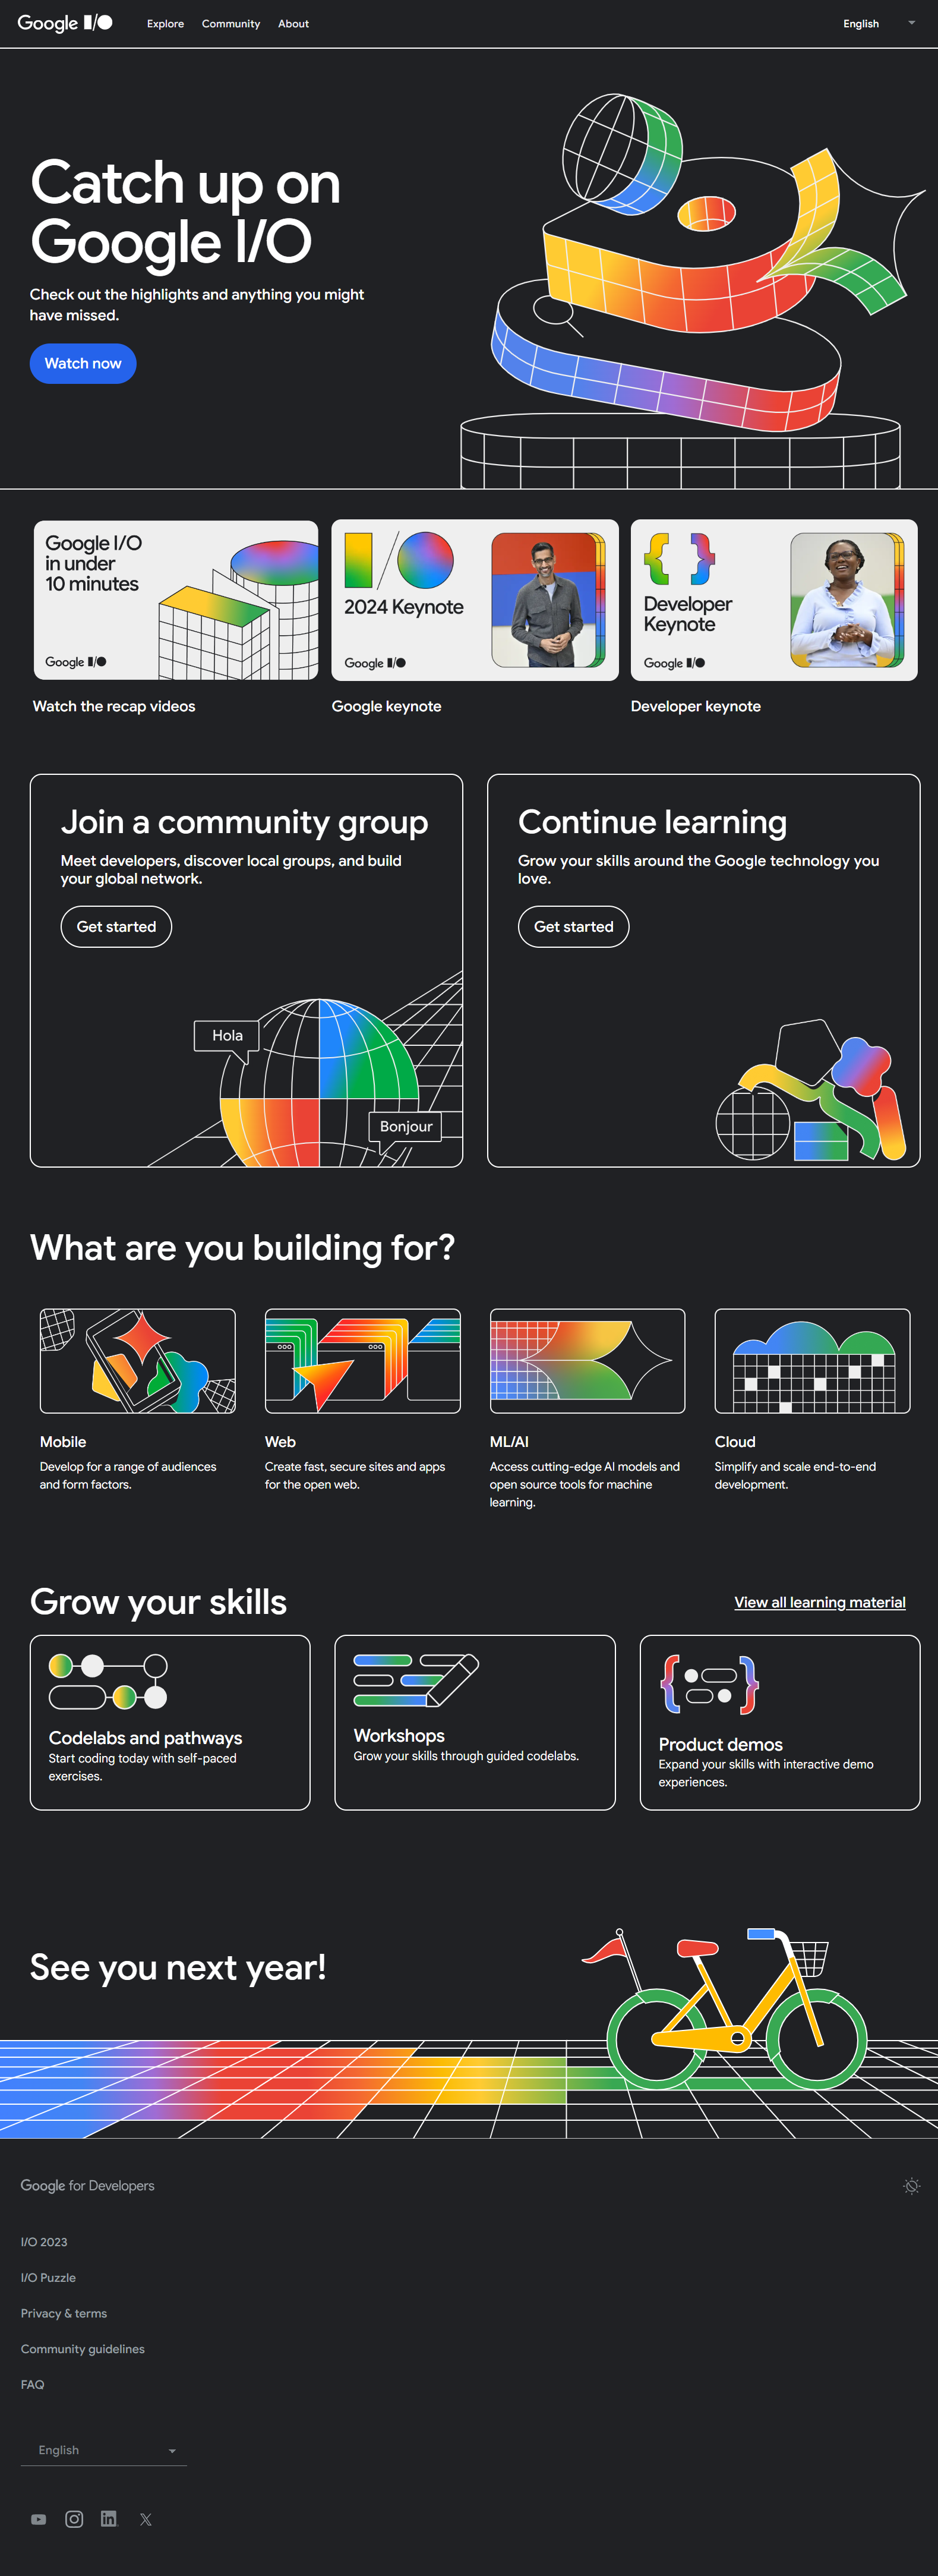 Google I/O
Explore
Community
About
English
Catch up on
Google I/O
Check out the highlights and anything you might
have missed.
Watch now
Google I/O
in under
10 minutes
Google I/O
Watch the recap videos
I/O
2024 Keynote
Google I/O
Google keynote
{ }
Developer
Keynote
Google I/O
Developer keynote
Join a community group
Meet developers, discover local groups, and build
your global network.
Get started
Hola
Bonjour
Continue learning
Grow your skills around the Google technology you
love.
Get started
What are you building for?
Mobile
Develop for a range of audiences
and form factors.
Web
Create fast, secure sites and apps
for the open web.
ML/AI
Access cutting-edge AI models and
open source tools for machine
learning.
Cloud
Simplify and scale end-to-end
development.
Grow your skills
View all learning material
Codelabs and pathways
Start coding today with self-paced
exercises.
Workshops
Grow your skills through guided codelabs.
Product demos
Expand your skills with interactive demo
experiences.
See you next year!
Google for Developers
I/O 2023
I/O Puzzle
Privacy & terms
Community guidelines
FAQ
English